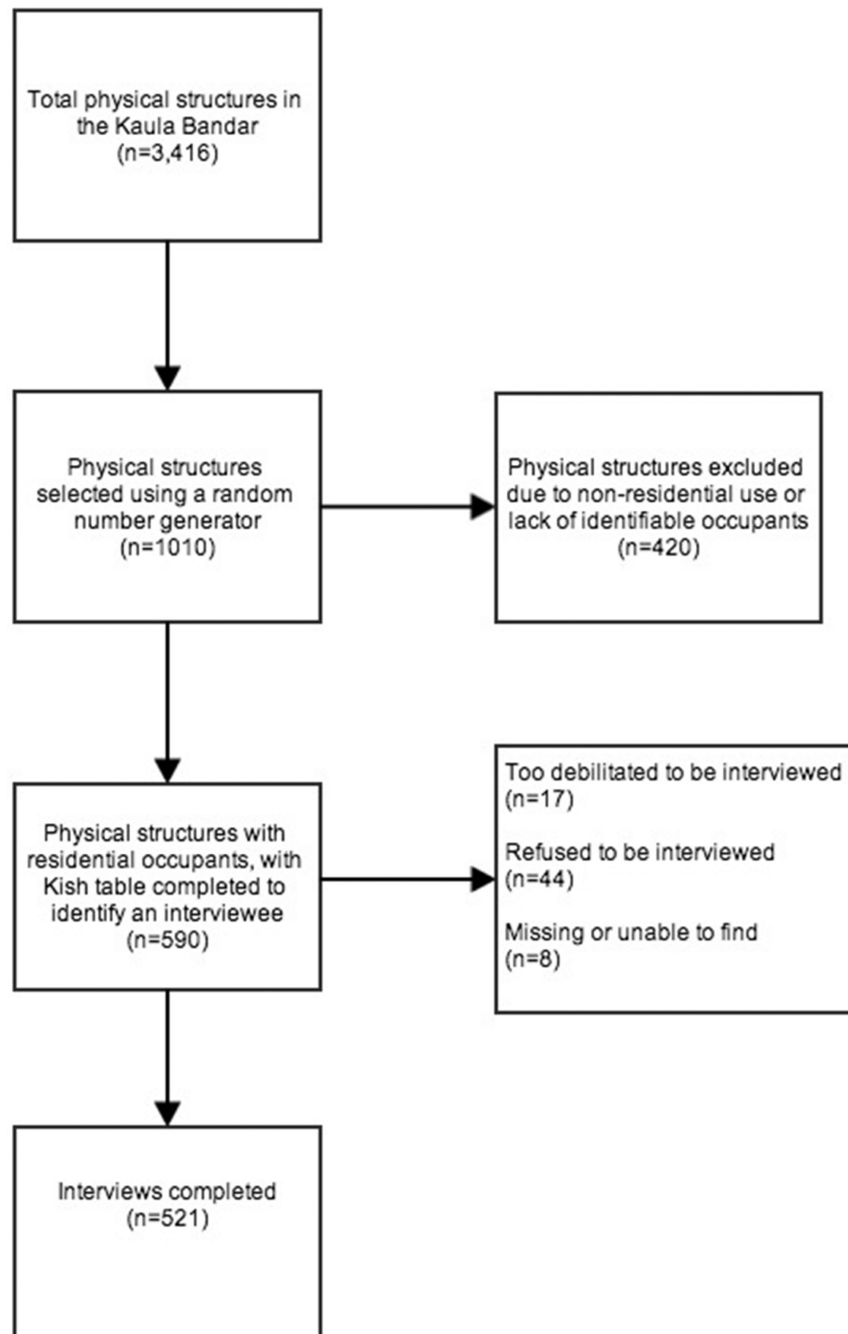 Total physical structures in
the Kaula Bandar
(n=3,416)
Physical structures
selected using a random
number generator
(n=1010)
Physical structures excluded
due to non-residential use or
lack of identifiable occupants
(n=420)
Physical structures with
residential occupants, with
Kish table completed to
identify an interviewee
(n=590)
Too debilitated to be interviewed
(n=17)
Refused to be interviewed
(n=44)
Missing or unable to find
(n=8)
Interviews completed
(n=521)